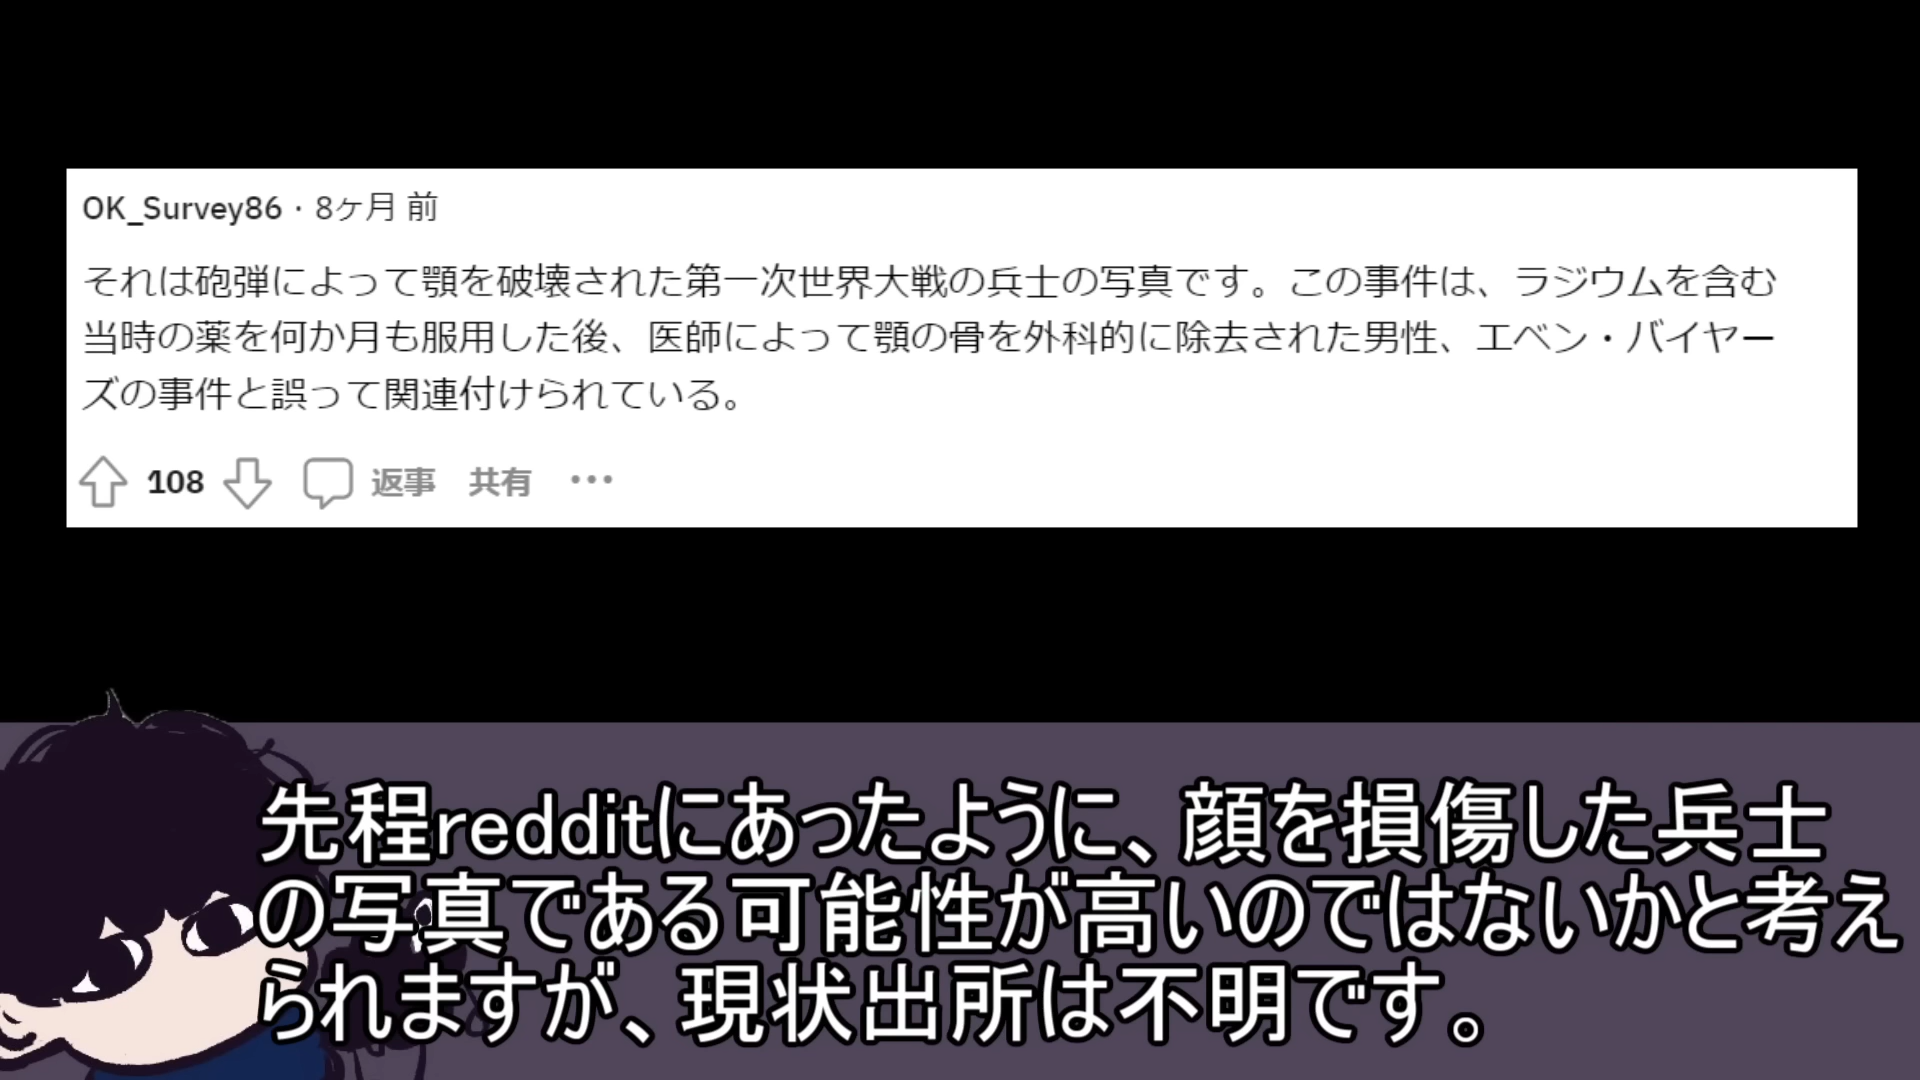 OK_Survey86 · 8ヶ月 前
それは砲弾によって顎を破壊された第一次世界大戦の兵士の写真です。この事件は、ラジウムを含む
当時の薬を何か月も服用した後、医師によって顎の骨を外科的に除去された男性、エベン・バイヤー
ズの事件と誤って関連付けられている。
108 返事 共有 …
先程redditにあったように、顔を損傷した兵士
の写真である可能性が高いのではないかと考え
られますが、現状出所は不明です。